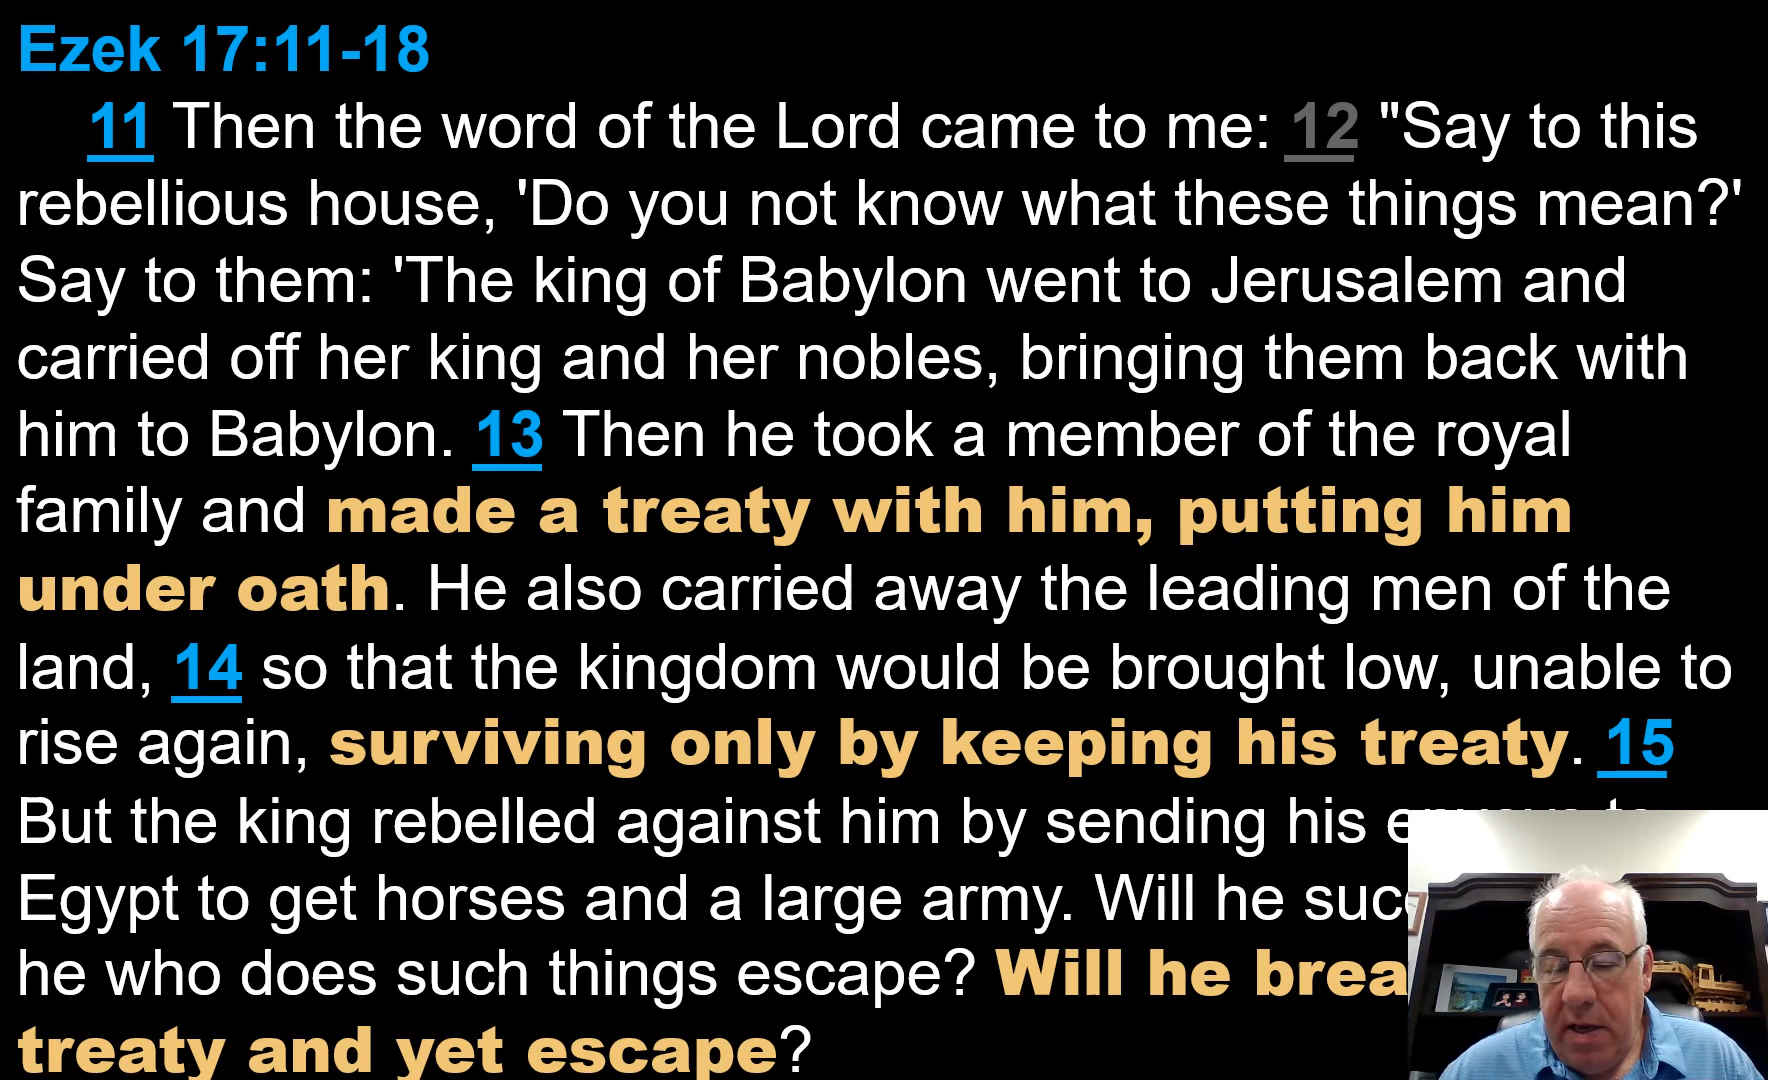 Ezek 17:11-18
11 Then the word of the Lord came to me: 12 "Say to this
rebellious house, 'Do you not know what these things mean?'
Say to them: 'The king of Babylon went to Jerusalem and
carried off her king and her nobles, bringing them back with
him to Babylon. 13 Then he took a member of the royal
family and made a treaty with him, putting him
under oath. He also carried away the leading men of the
land, 14 so that the kingdom would be brought low, unable to
rise again, surviving only by keeping his treaty. 15
But the king rebelled against him by sending his
Egypt to get horses and a large army. Will he
he who does such things escape? Will he
treaty and yet escape?